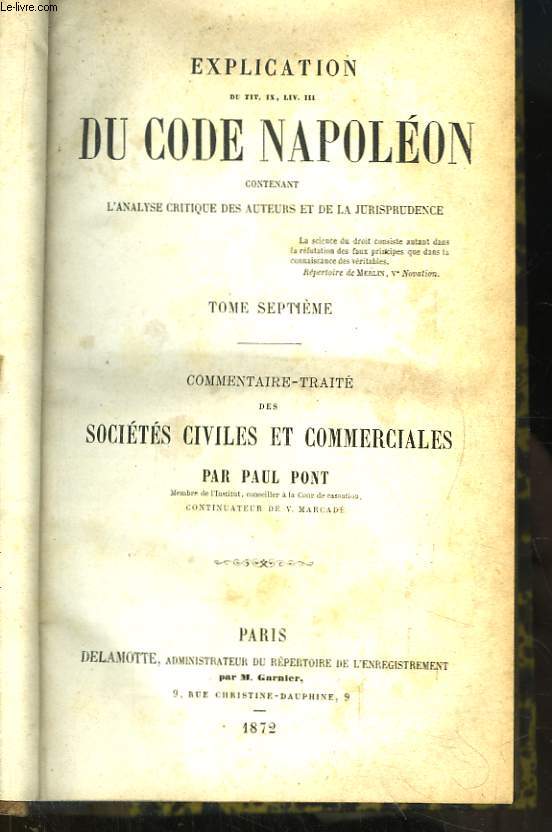 Le-livre.com
EXPLICATION
DU TIT. IX, LIV. III
DU CODE NAPOLÉON
CONTENANT
L'ANALYSE CRITIQUE DES AUTEURS ET DE LA JURISPRUDENCE
La science du droit consiste autant dans
la réfutation des faux principes que dans la
connaissance des véritables.
Répertoire de MERLIN, Vº Novation.
TOME SEPTIÈME
COMMENTAIRE-TRAITÉ
DES
SOCIÉTÉS CIVILES ET COMMERCIALES
PAR PAUL PONT
Membre de l'Institut, conseiller à la Cour de cassation,
CONTINUATEUR DE V. MARCADÉ
PARIS
DELAMOTTE, ADMINISTRATEUR DU RÉPERTOIRE DE L'ENREGISTREMENT
par M. Garnier,
9, RUE CHRISTINE-DAUPHINE, 9
1872